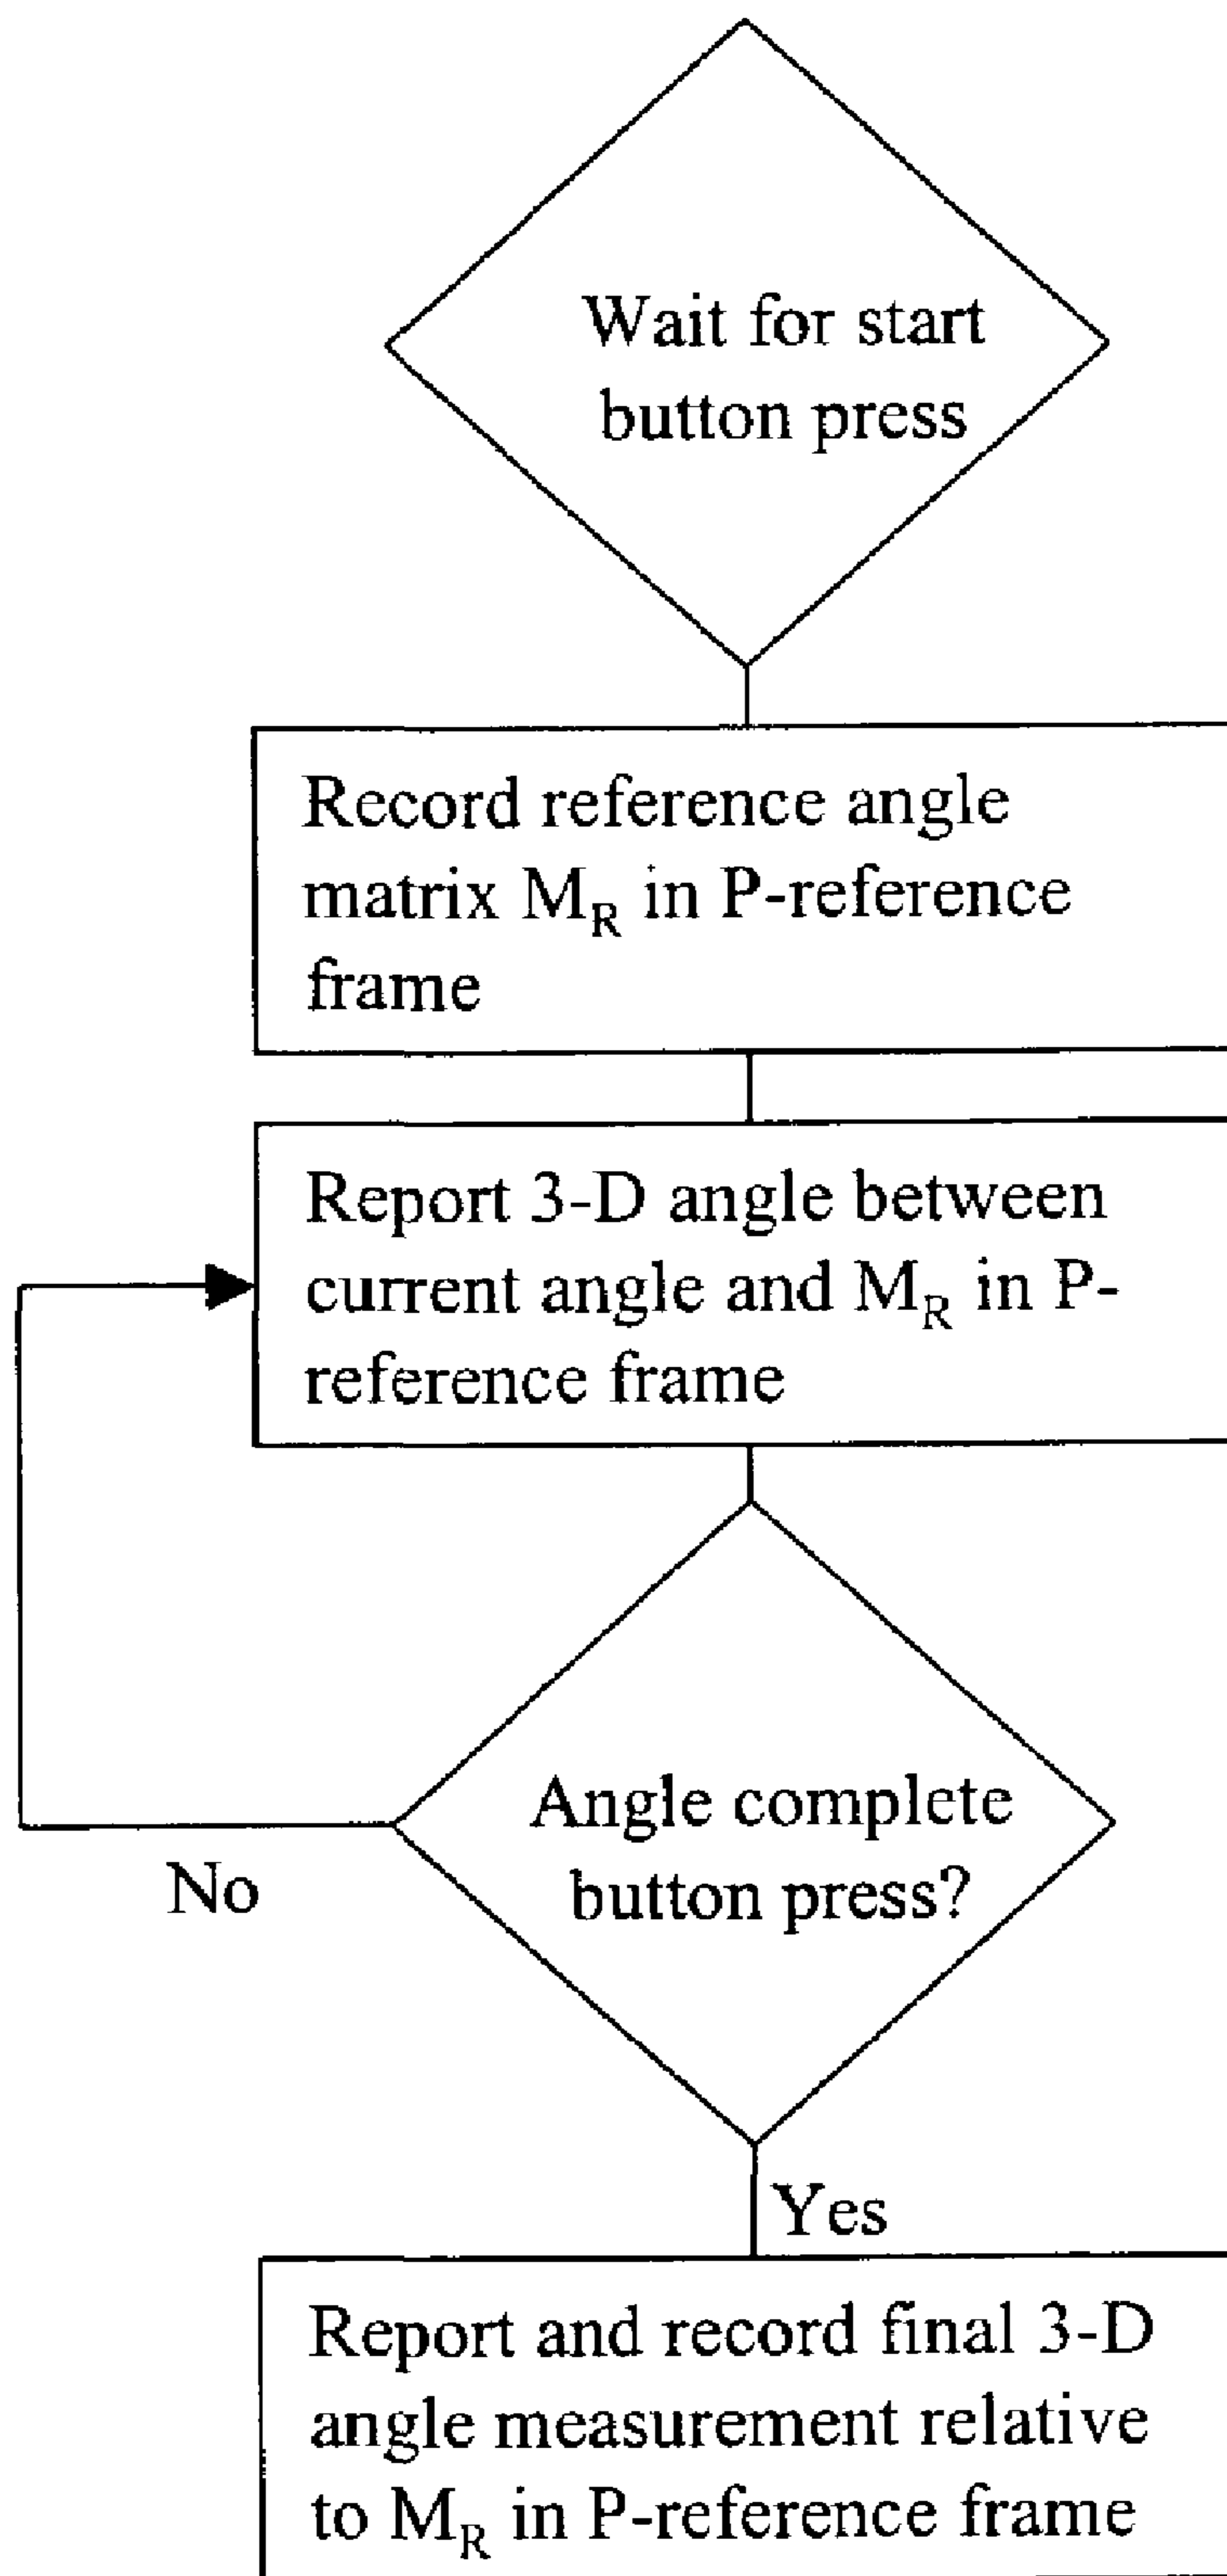 Wait for start
button press
Record reference angle
matrix M_R in P-reference
frame
Report 3-D angle between
current angle and M_R in P-
reference frame
Angle complete
button press?
No
Yes
Report and record final 3-D
angle measurement relative
to M_R in P-reference frame